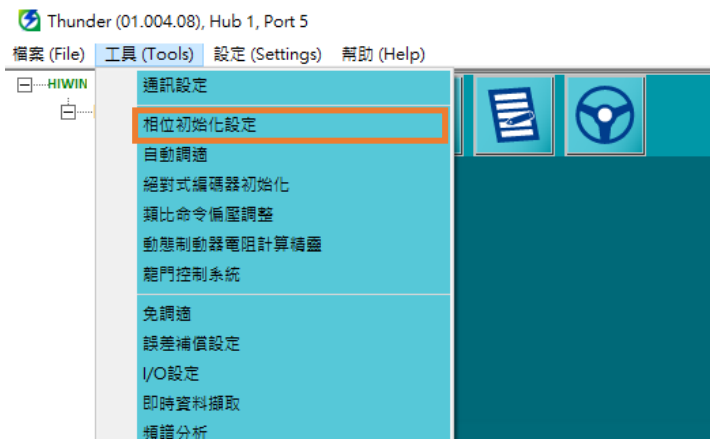 Thunder (01.004.08), Hub 1, Port 5
檔案 (File) 工具 (Tools) 設定 (Settings) 幫助 (Help)
HIWIN
通訊設定
相位初始化設定
自動調適
絕對式編碼器初始化
類比命令偏壓調整
動態制動器電阻計算精靈
龍門控制系統
免調適
誤差補償設定
I/O設定
即時資料擷取
頻譜分析